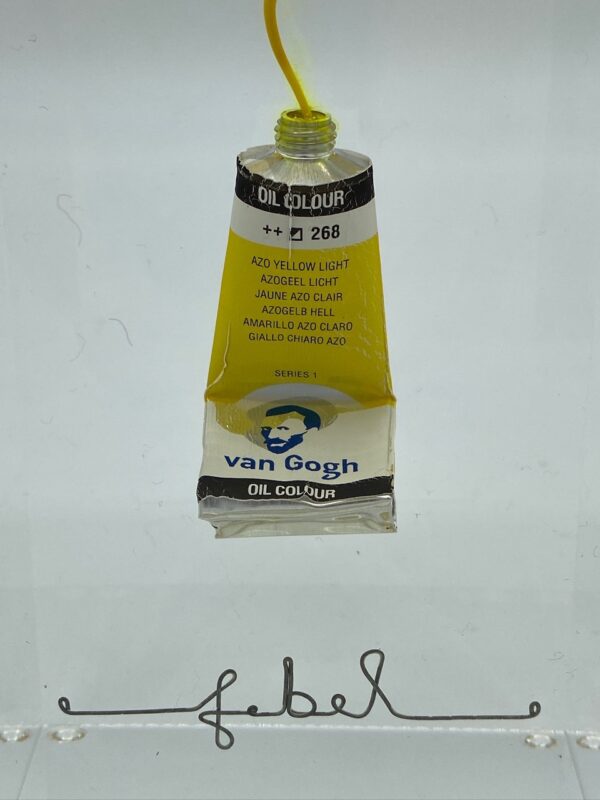 OIL COLOUR
++ 268
AZO YELLOW LIGHT
AZOGEEL LICHT
JAUNE AZO CLAIR
AZOGELB HELL
AMARILLO AZO CLARO
GIALLO CHIARO AZO
SERIES 1
van Gogh
OIL COLOUR
febel